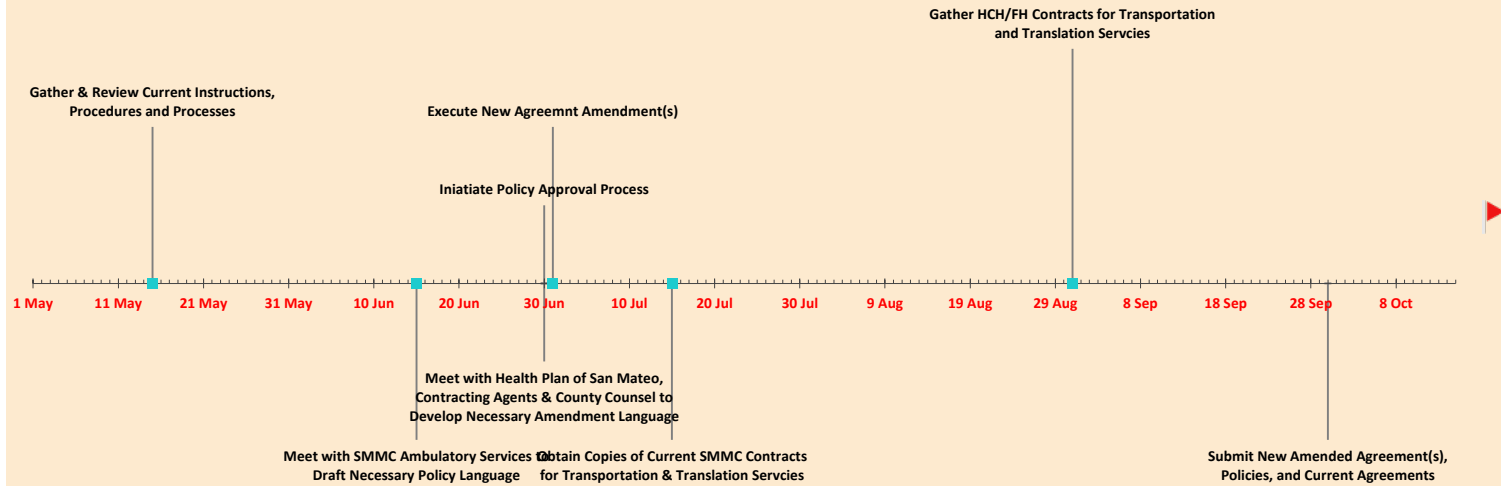 Gather HCH/FH Contracts for Transportation
and Translation Servcies
Gather & Review Current Instructions,
Procedures and Processes
Execute New Agreemnt Amendment(s)
Iniatiate Policy Approval Process
1 May
11 May
21 May
31 May
10 Jun
20 Jun
30 Jun
10 Jul
20 Jul
30 Jul
9 Aug
19 Aug
29 Aug
8 Sep
18 Sep
28 Sep
8 Oct
Meet with Health Plan of San Mateo,
Contracting Agents & County Counsel to
Develop Necessary Amendment Language
Meet with SMMC Ambulatory Services to
Draft Necessary Policy Language
Obtain Copies of Current SMMC Contracts
for Transportation & Translation Servcies
Submit New Amended Agreement(s),
Policies, and Current Agreements